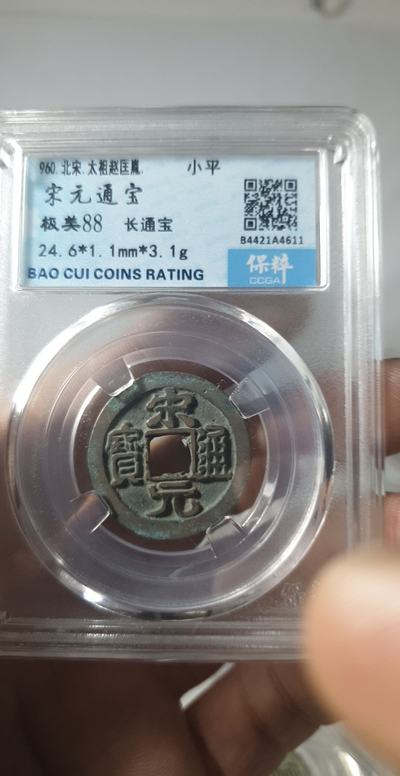 960.北宋.太祖赵匡胤. 小平
宋元通宝
极美88 长通宝
B4421A4611
24.6*1.1mm*3.1g
保粹
CCGA
BAO CUI COINS RATING
宋
寶 通
元